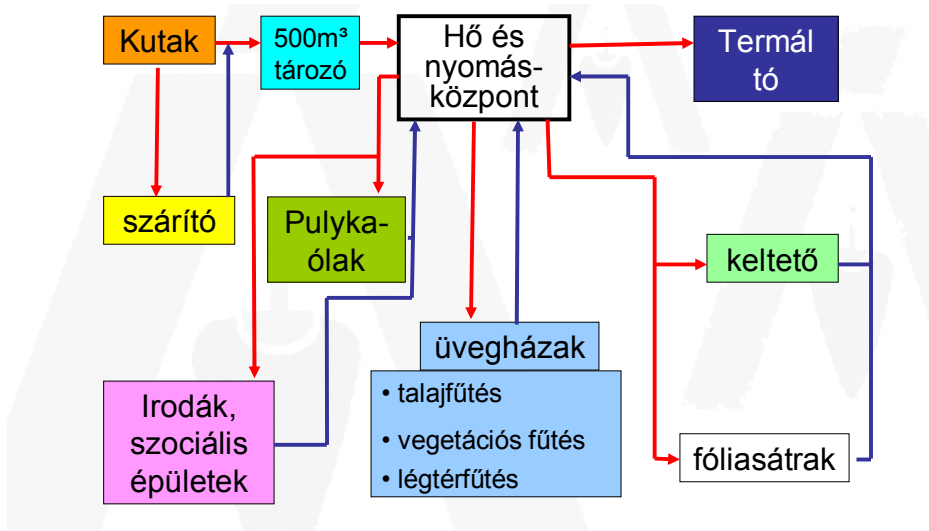 Kutak
500m³
tározó
Hő és
nyomás-
központ
Termál
tó
szárító
Pulyka-
ólak
keltető
üvegházak
• talajfűtés
• vegetációs fűtés
• légtérfűtés
Irodák,
szociális
épületek
fóliasátrak